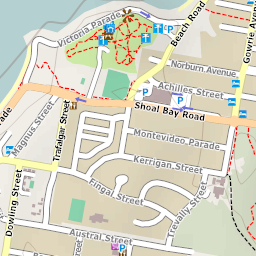 Victoria Parade
Beach Road
Gowrie Avenue
Norburn Avenue
Achilles Street
Shoal Bay Road
Magnus Street
Trafalgar Street
Montevideo Parade
Kerrigan Street
Fingal Street
Trevally Street
Dowling Street
Austral Street